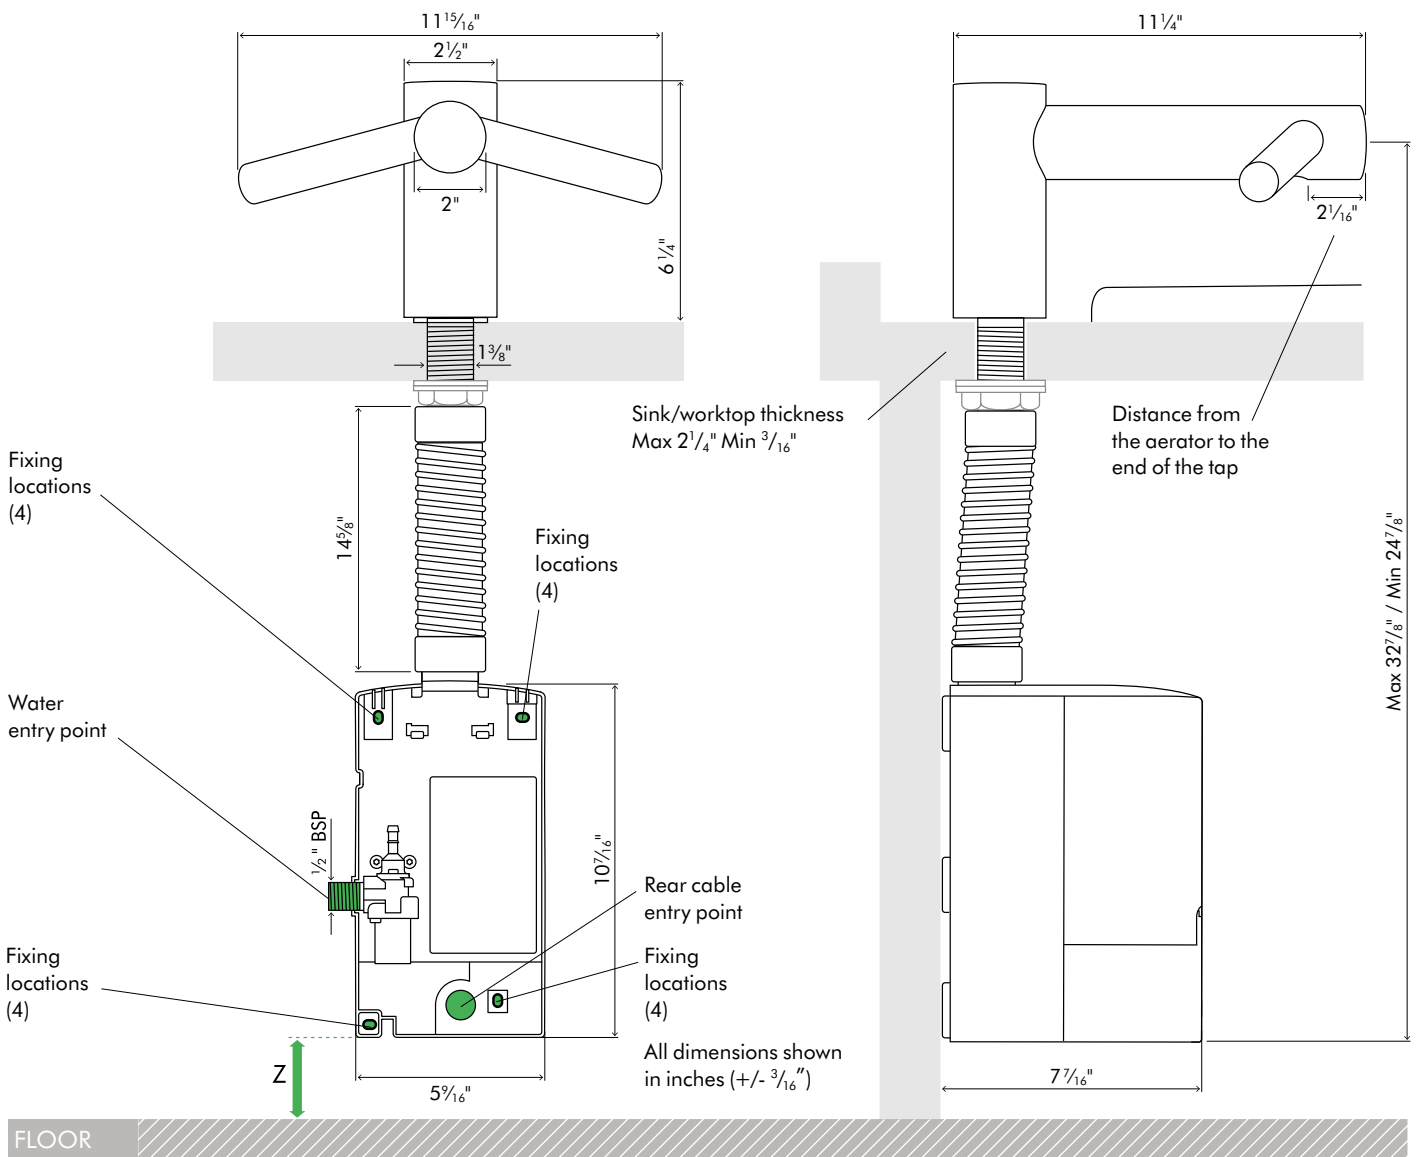 11 15/16"
2 1/2"
11 1/4"
2"
6 1/4"
2 1/16"
1 3/8"
Sink/worktop thickness
Max 2 1/4" Min 3/16"
Distance from
the aerator to the
end of the tap
Fixing
locations
(4)
14 5/8"
Fixing
locations
(4)
Max 32 7/8" / Min 24 7/8"
Water
entry point
1/2" BSP
10 7/16"
Rear cable
entry point
Fixing
locations
(4)
Fixing
locations
(4)
All dimensions shown
in inches (+/- 3/16”)
Z
5 9/16"
7 7/16"
FLOOR